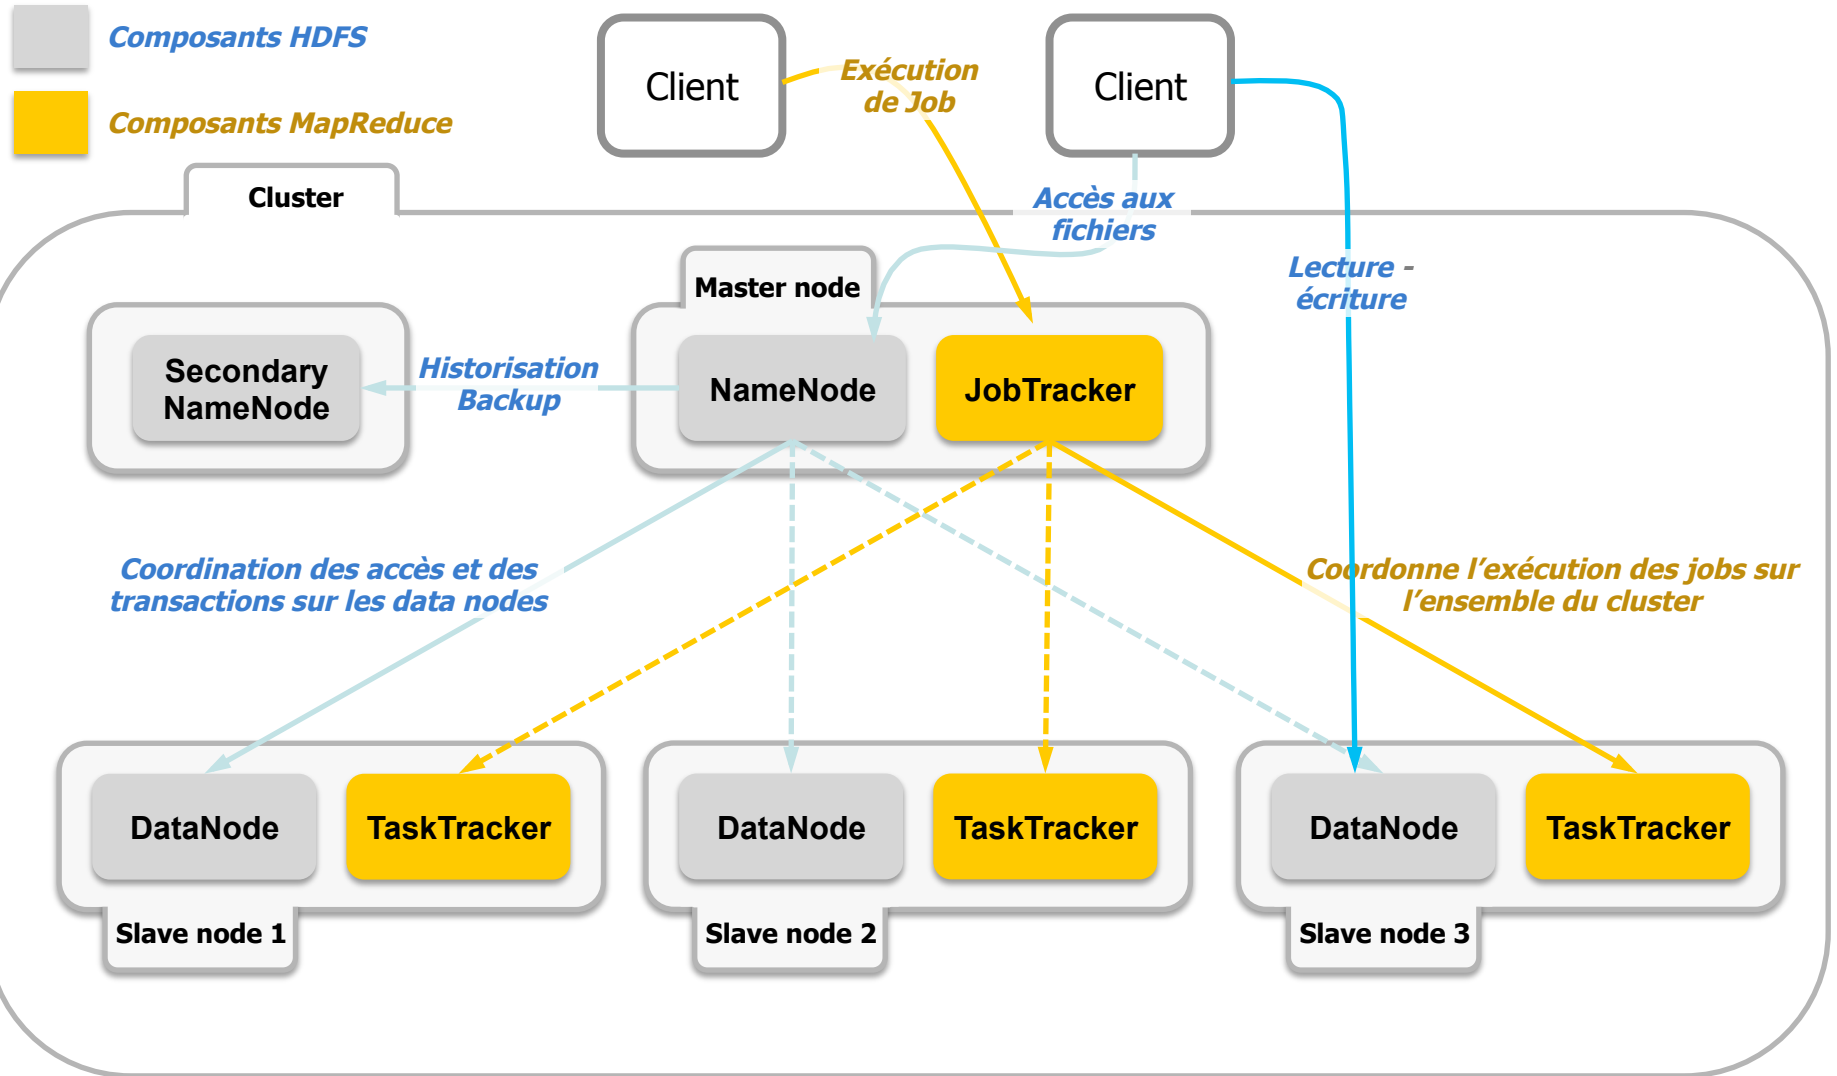 Composants HDFS
Composants MapReduce
Client
Exécution
de Job
Client
Cluster
Accès aux
fichiers
Master node
Lecture -
écriture
Secondary
NameNode
Historisation
Backup
NameNode
JobTracker
Coordination des accès et des
transactions sur les data nodes
Coordonne l’exécution des jobs sur
l’ensemble du cluster
DataNode
TaskTracker
DataNode
TaskTracker
DataNode
TaskTracker
Slave node 1
Slave node 2
Slave node 3